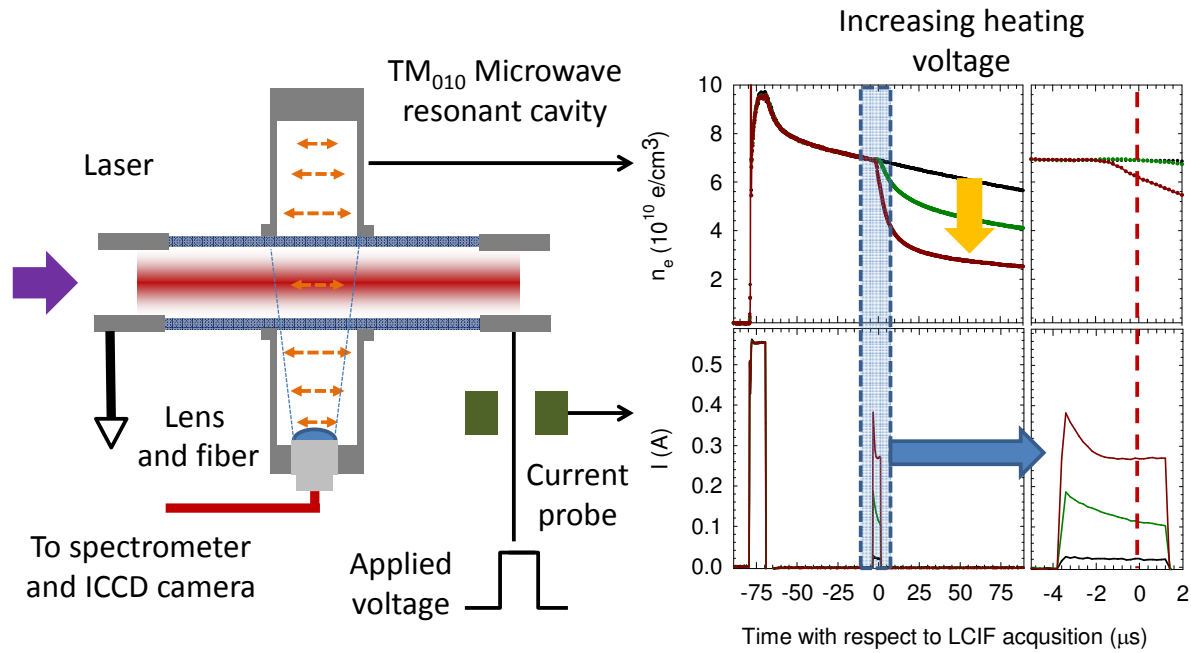 Increasing heating
voltage
TM010 Microwave
resonant cavity
Laser
Lens
and fiber
Current
probe
To spectrometer
and ICCD camera
Applied
voltage
10
8
6
4
2
ne (10^10 e/cm3)
0.5
0.4
0.3
0.2
0.1
0.0
I (A)
-75 -50 -25 0 25 50 75
-4 -2 0 2
Time with respect to LCIF acqusition (μs)